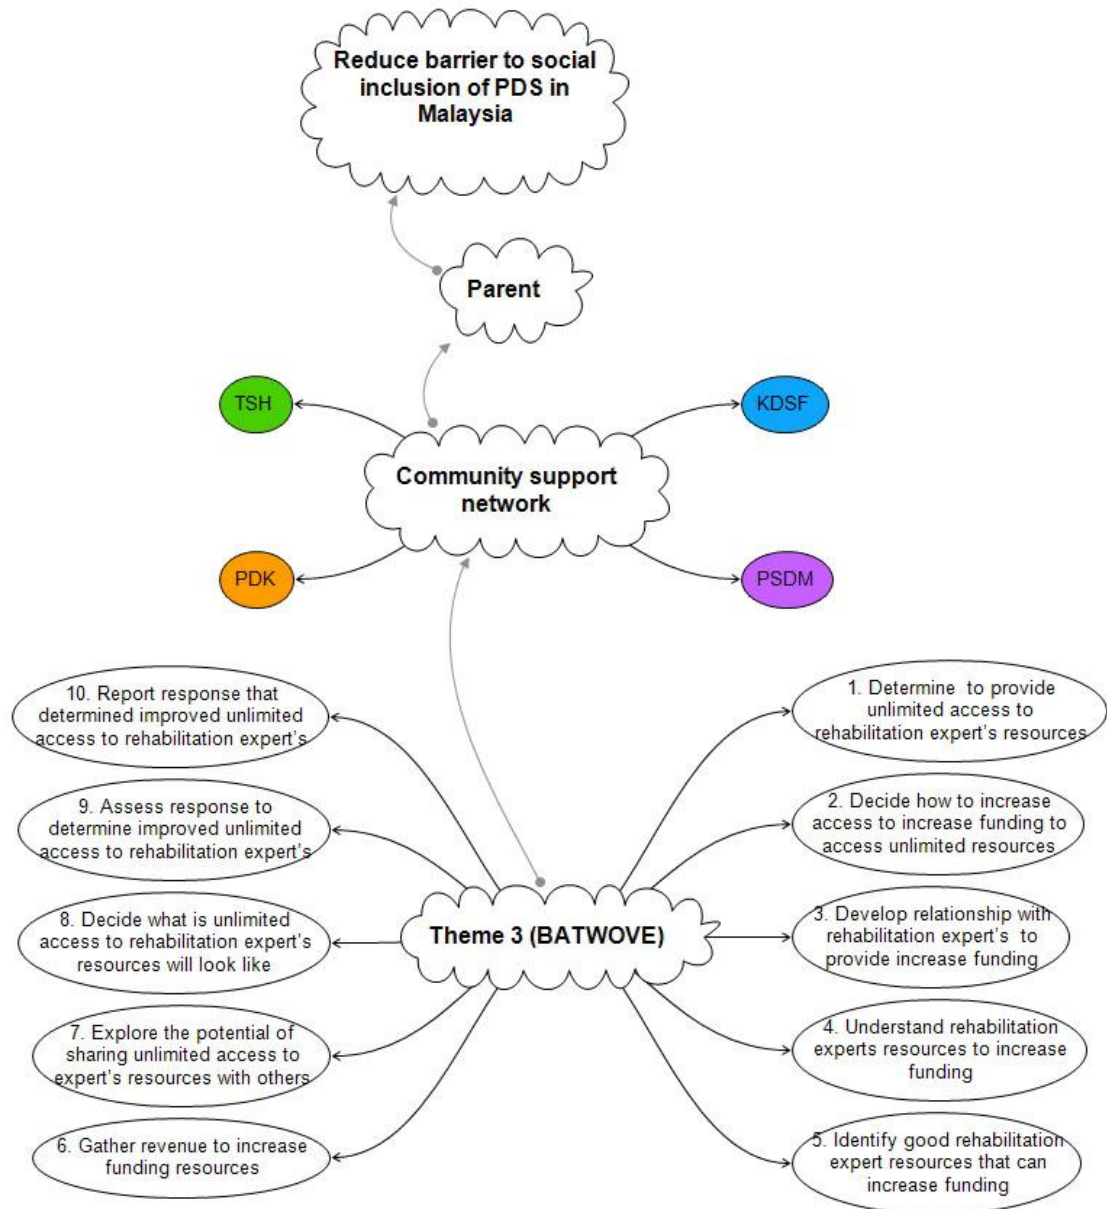 Reduce barrier to social
inclusion of PDS in
Malaysia
Parent
TSH
KDSF
Community support
network
PDK
PSDM
10. Report response that
determined improved unlimited
access to rehabilitation expert's
1. Determine to provide
unlimited access to
rehabilitation expert's resources
9. Assess response to
determine improved unlimited
access to rehabilitation expert's
2. Decide how to increase
access to increase funding to
access unlimited resources
8. Decide what is unlimited
access to rehabilitation expert's
resources will look like
Theme 3 (BATWOVE)
3. Develop relationship with
rehabilitation expert's to
provide increase funding
7. Explore the potential of
sharing unlimited access to
expert's resources with others
4. Understand rehabilitation
experts resources to increase
funding
6. Gather revenue to increase
funding resources
5. Identify good rehabilitation
expert resources that can
increase funding